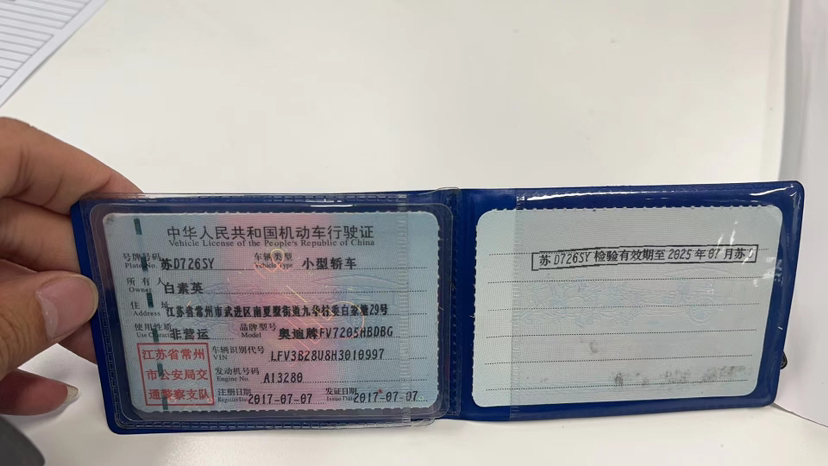 中华人民共和国机动车行驶证
Vehicle License of the People's Republic of China
号牌号码 苏D726SY 车辆类型 小型轿车
Plate No. Vehicle Type
所有人 白素英
Owner
住址 江苏省常州市武进区南夏墅街道九华村委白家塘29号
Address
使用性质 非营运 品牌型号 奥迪牌FV7205HBDBG
Use Character Model
江苏省常州
市公安局交
通警察支队
车辆识别代号 LFV3B28U8H3010997
VIN
发动机号码 A13280
Engine No.
注册日期 2017-07-07 发证日期 2017-07-07
Register Date Issue Date
苏D726SY 检验有效期至2025年07月苏